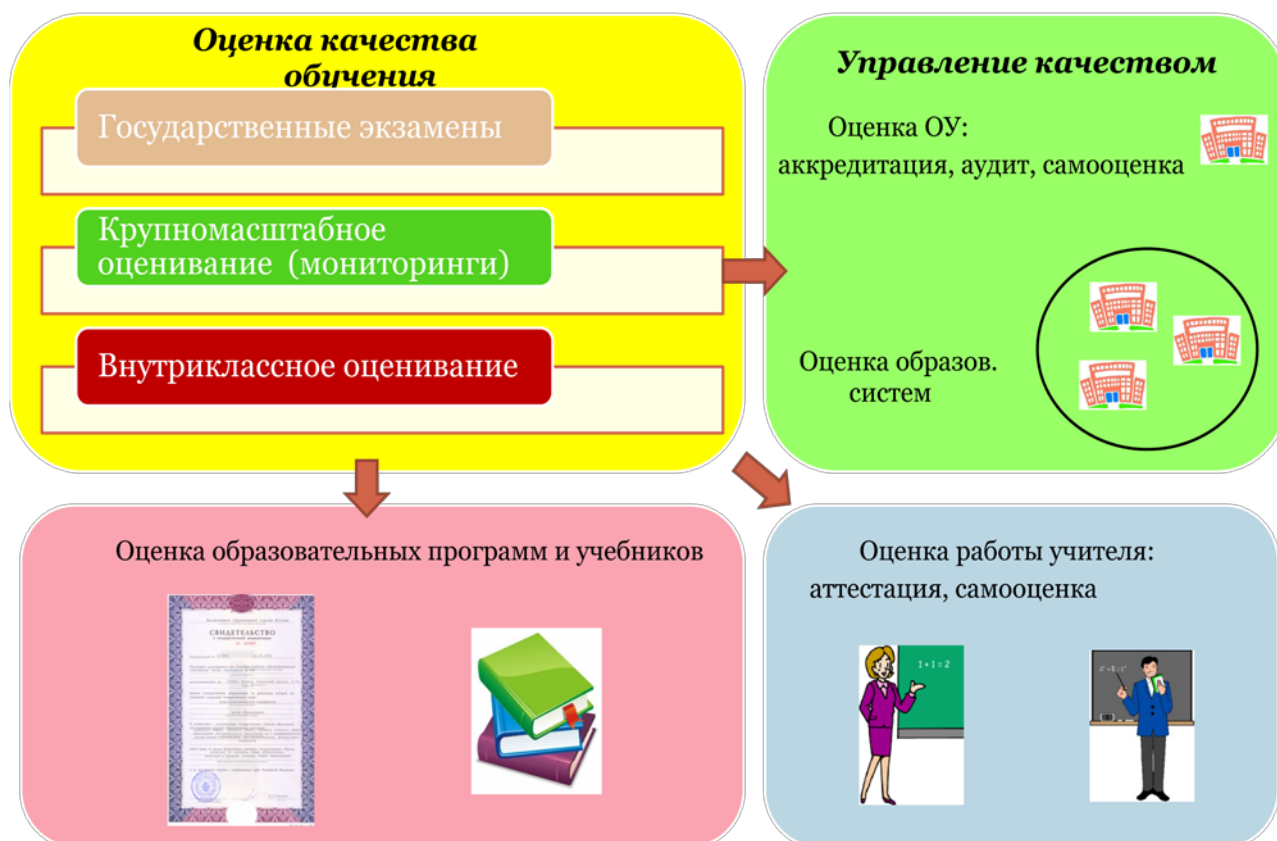 Оценка качества
обучения
Государственные экзамены
Крупномасштабное
оценивание (мониторинги)
Внутриклассное оценивание
Управление качеством
Оценка ОУ:
аккредитация, аудит, самооценка
Оценка образов.
систем
Оценка образовательных программ и учебников
СВИДЕТЕЛЬСТВО
Оценка работы учителя:
аттестация, самооценка
1+1=2